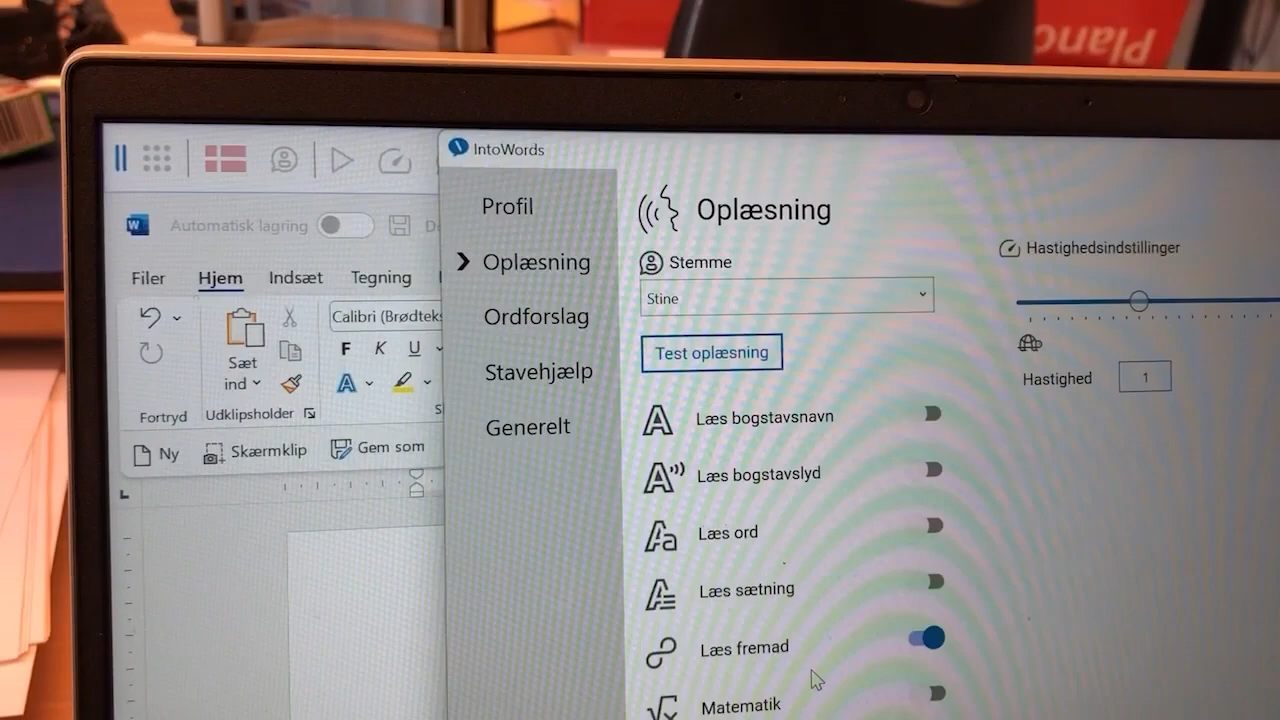 Plano
IntoWords
Automatisk lagring
Filer
Hjem
Indsæt
Tegning
Calibri (Brødteks
Sæt
ind
F
K
U
Fortryd
Udklipsholder
Ny
Skærmklip
Gem som
Profil
Oplæsning
Ordforslag
Stavehjælp
Generelt
Oplæsning
Stemme
Stine
Test oplæsning
Læs bogstavsnavn
Læs bogstavslyd
Læs ord
Læs sætning
Læs fremad
Matematik
Hastighedsindstillinger
Hastighed
1